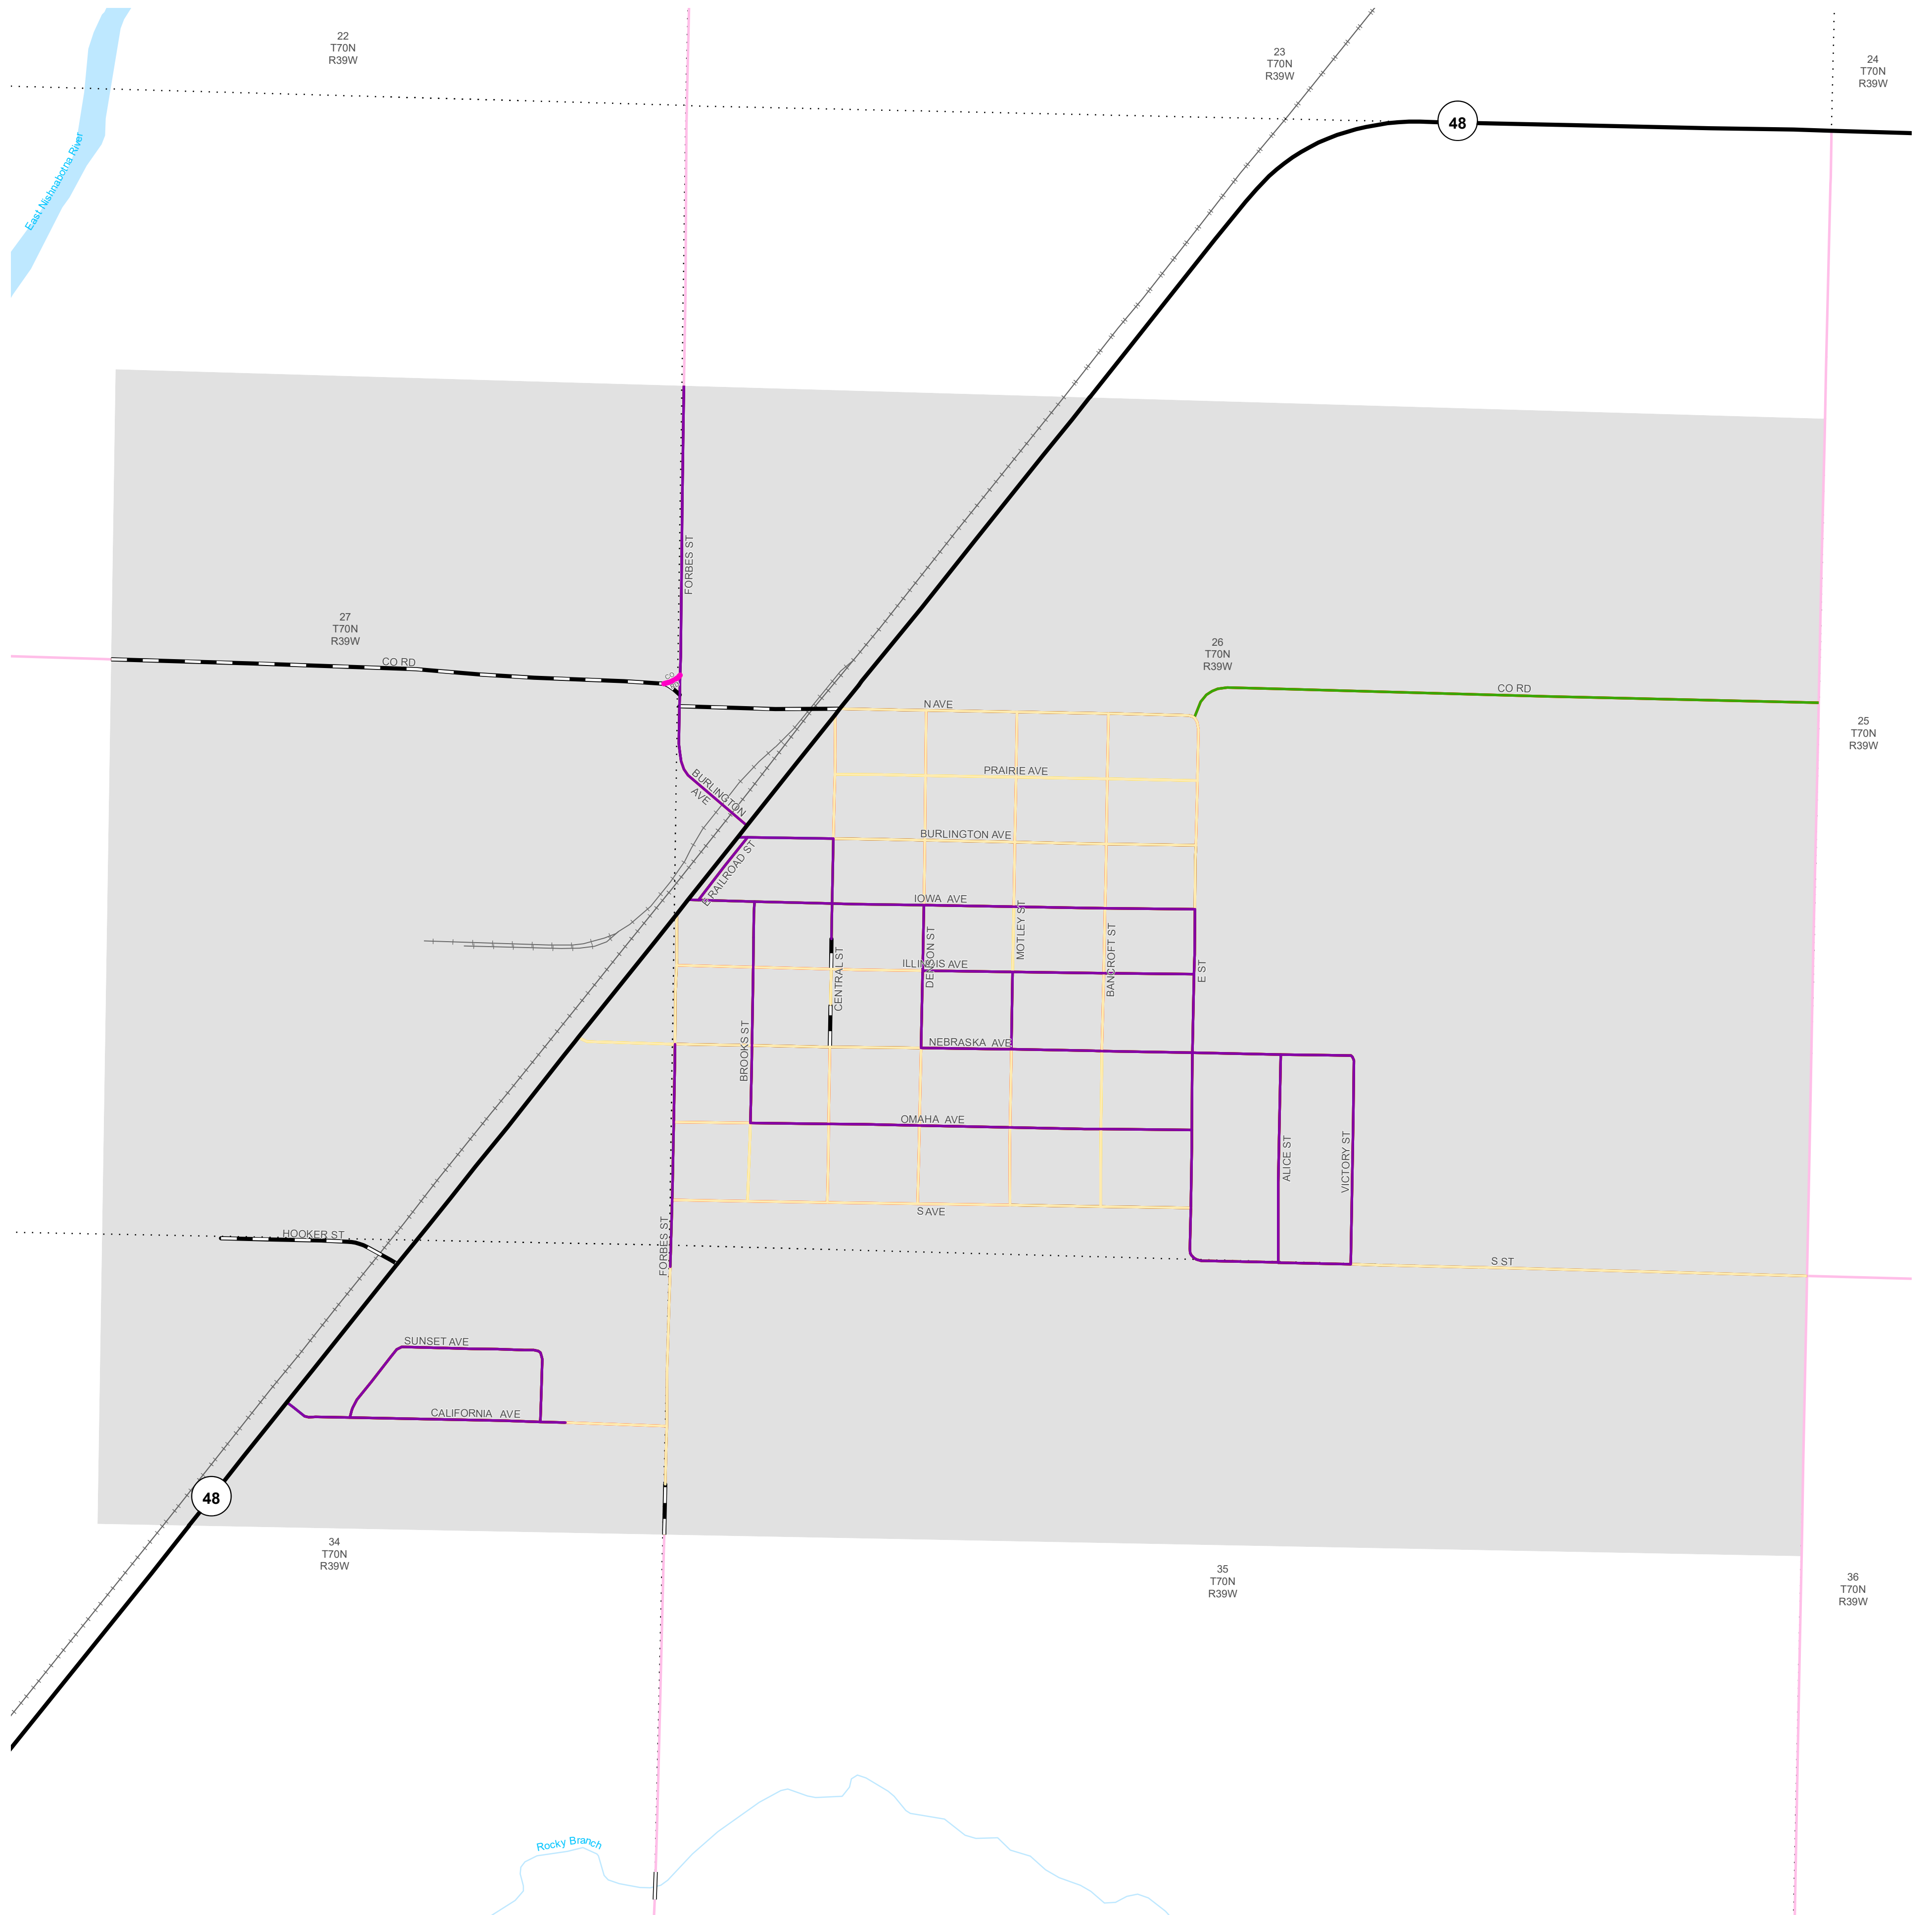 22
T70N
R39W
23
T70N
R39W
24
T70N
R39W
48
East Nishnabotna River
FORBES ST
27
T70N
R39W
CO RD
26
T70N
R39W
CO RD
N AVE
25
T70N
R39W
PRAIRIE AVE
BURLINGTON
AVE
BURLINGTON AVE
E RAILROAD ST
IOWA AVE
MOTLEY ST
BANCROFT ST
DENSON ST
ILLINOIS AVE
CENTRAL ST
E ST
BROOKS ST
NEBRASKA AVE
OMAHA AVE
ALICE ST
VICTORY ST
S AVE
FORBES ST
HOOKER ST
S ST
SUNSET AVE
CALIFORNIA AVE
48
34
T70N
R39W
35
T70N
R39W
36
T70N
R39W
Rocky Branch